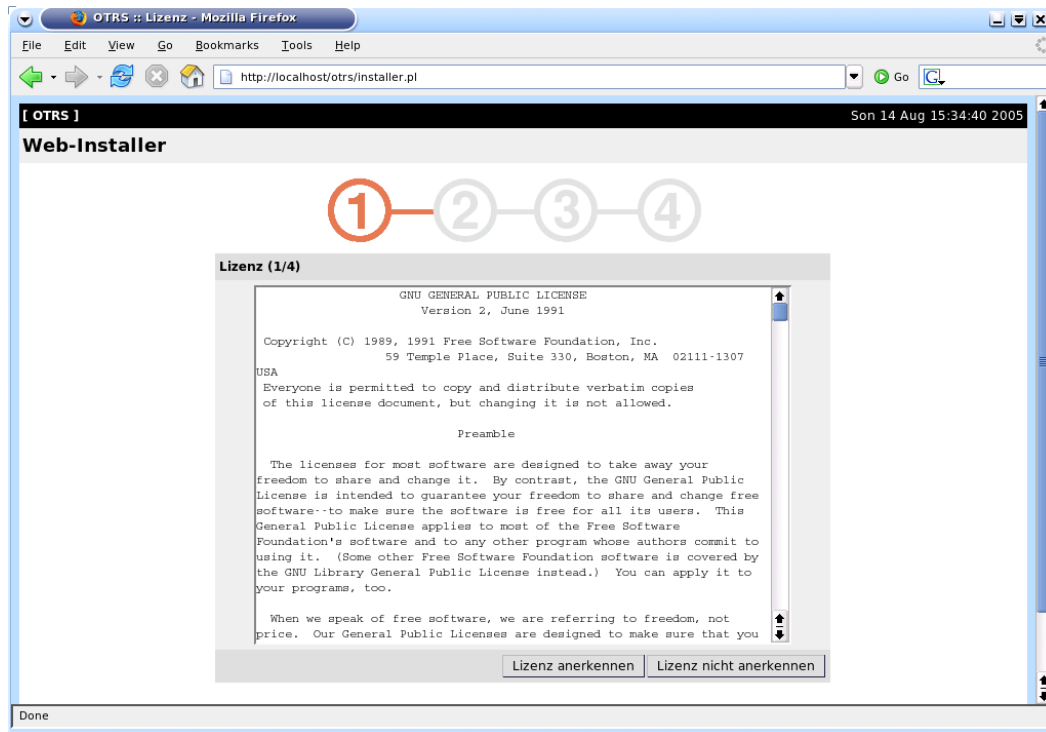 OTRS :: Lizenz - Mozilla Firefox
File Edit View Go Bookmarks Tools Help
http://localhost/otrs/installer.pl Go G
[ OTRS ] Son 14 Aug 15:34:40 2005
Web-Installer
1 2 3 4
Lizenz (1/4)
GNU GENERAL PUBLIC LICENSE
Version 2, June 1991
Copyright (C) 1989, 1991 Free Software Foundation, Inc.
59 Temple Place, Suite 330, Boston, MA 02111-1307
USA
Everyone is permitted to copy and distribute verbatim copies
of this license document, but changing it is not allowed.
Preamble
The licenses for most software are designed to take away your
freedom to share and change it. By contrast, the GNU General Public
License is intended to guarantee your freedom to share and change free
software--to make sure the software is free for all its users. This
General Public License applies to most of the Free Software
Foundation's software and to any other program whose authors commit to
using it. (Some other Free Software Foundation software is covered by
the GNU Library General Public License instead.) You can apply it to
your programs, too.
When we speak of free software, we are referring to freedom, not
price. Our General Public Licenses are designed to make sure that you
Lizenz anerkennen Lizenz nicht anerkennen
Done